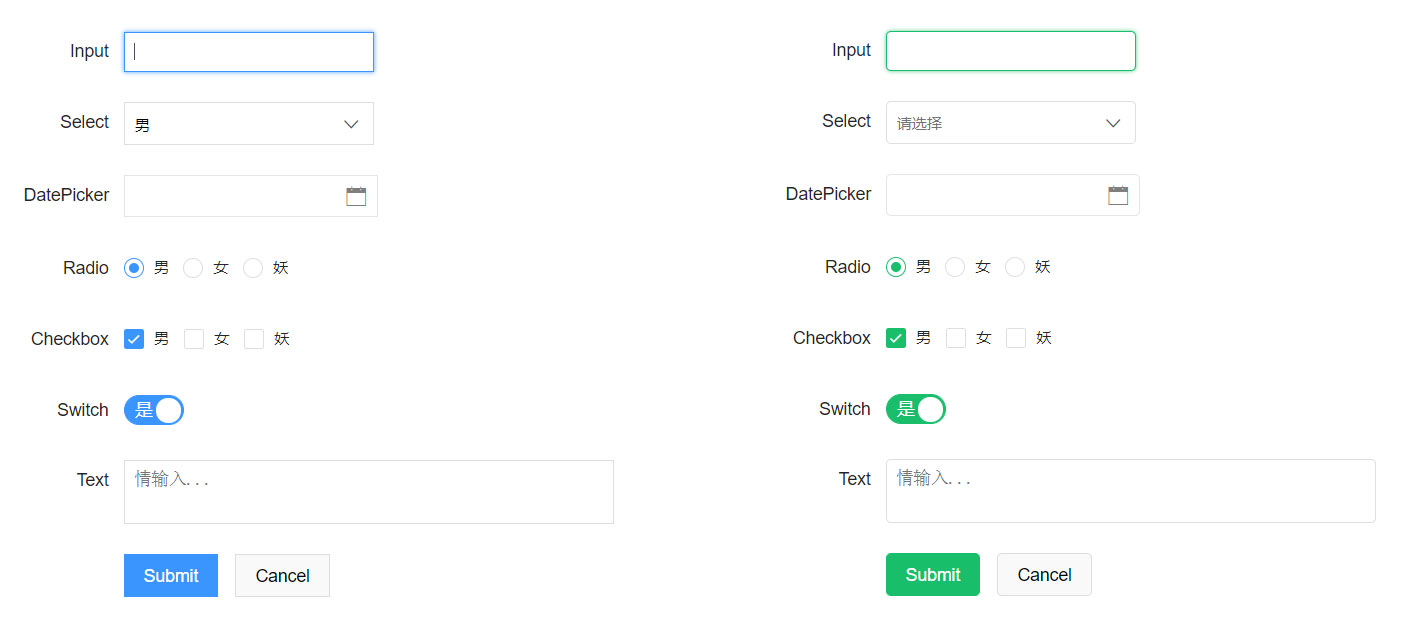 Input
Select 男
DatePicker
Radio 男 女 妖
Checkbox 男 女 妖
Switch 是
Text 情输入...
Submit Cancel
Input
Select 请选择
DatePicker
Radio 男 女 妖
Checkbox 男 女 妖
Switch 是
Text 情输入...
Submit Cancel